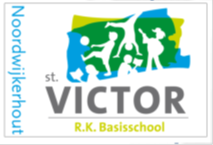 Noordwijkerhout
st.
VICTOR
R.K. Basisschool